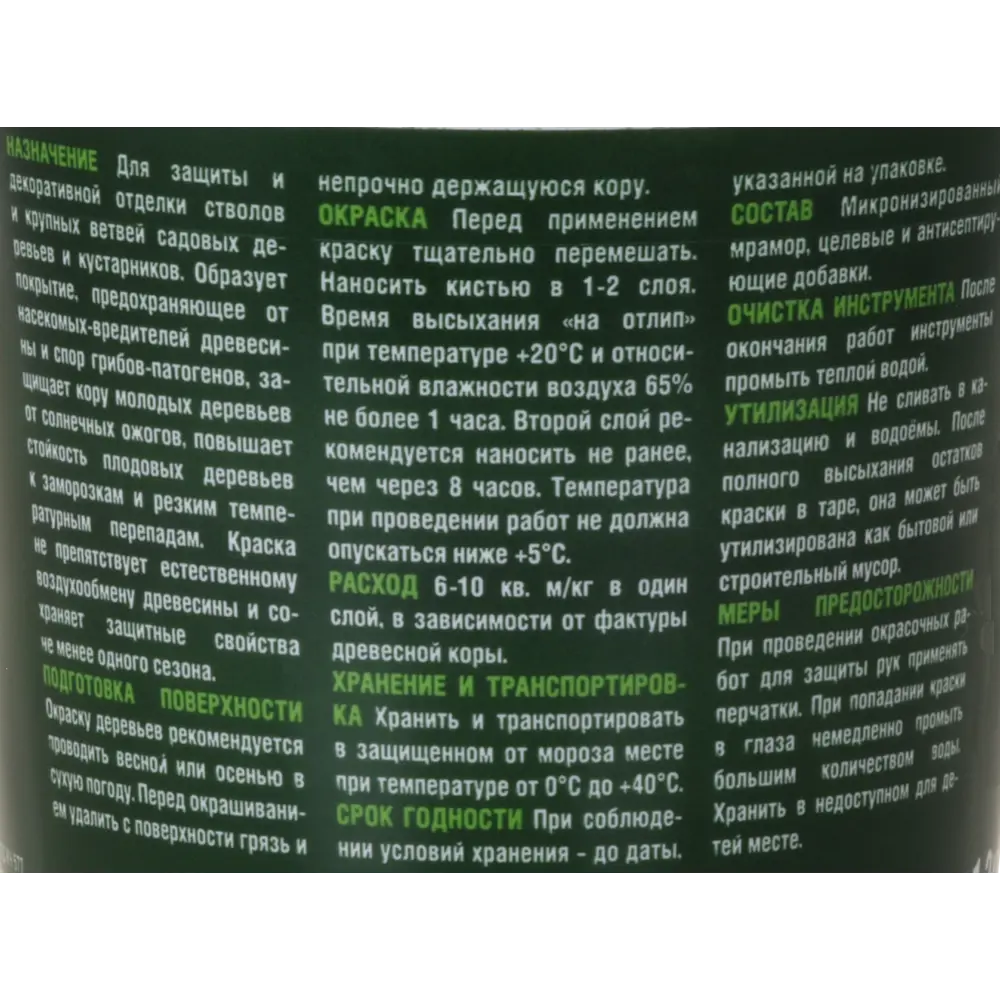 НАЗНАЧЕНИЕ Для защиты и
декоративной отделки стволов
и крупных ветвей садовых де-
ревьев и кустарников. Образует
покрытие, предохраняющее от
насекомых-вредителей древеси-
ны и спор грибов-патогенов, за-
щищает кору молодых деревьев
от солнечных ожогов, повышает
стойкость плодовых деревьев
к заморозкам и резким темпе-
ратурным перепадам. Краска
не препятствует естественному
воздухообмену древесины и со-
храняет защитные свойства
не менее одного сезона.
ПОДГОТОВКА ПОВЕРХНОСТИ
Окраску деревьев рекомендуется
проводить весной или осенью в
сухую погоду. Перед окрашивани-
ем удалить с поверхности грязь и
непрочно держащуюся кору.
ОКРАСКА Перед применением
краску тщательно перемешать.
Наносить кистью в 1-2 слоя.
Время высыхания «на отлип»
при температуре +20°С и относи-
тельной влажности воздуха 65%
не более 1 часа. Второй слой ре-
комендуется наносить не ранее,
чем через 8 часов. Температура
при проведении работ не должна
опускаться ниже +5°С.
РАСХОД 6-10 кв. м/кг в один
слой, в зависимости от фактуры
древесной коры.
ХРАНЕНИЕ И ТРАНСПОРТИРОВ-
КА Хранить и транспортировать
в защищенном от мороза месте
при температуре от 0°С до +40°С.
СРОК ГОДНОСТИ При соблюде-
нии условий хранения - до даты,
указанной на упаковке.
СОСТАВ Микронизированный
мрамор, целевые и антисептиру-
ющие добавки.
ОЧИСТКА ИНСТРУМЕНТА После
окончания работ инструменты
промыть теплой водой.
УТИЛИЗАЦИЯ Не сливать в ка-
нализацию и водоёмы. После
полного высыхания остатков
краски в таре, она может быть
утилизирована как бытовой или
строительный мусор.
МЕРЫ ПРЕДОСТОРОЖНОСТИ
При проведении окрасочных ра-
бот для защиты рук применять
перчатки. При попадании краски
в глаза немедленно промыть
большим количеством воды.
Хранить в недоступном для де-
тей месте.